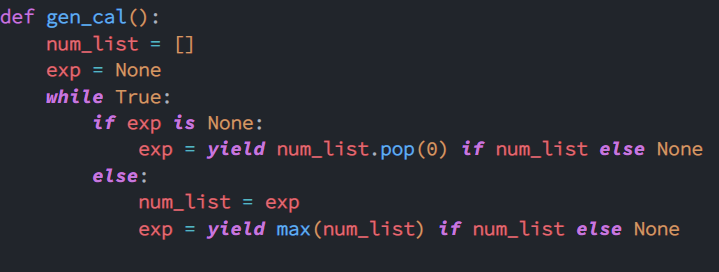 def gen_cal():
    num_list = []
    exp = None
    while True:
        if exp is None:
            exp = yield num_list.pop(0) if num_list else None
        else:
            num_list = exp
            exp = yield max(num_list) if num_list else None